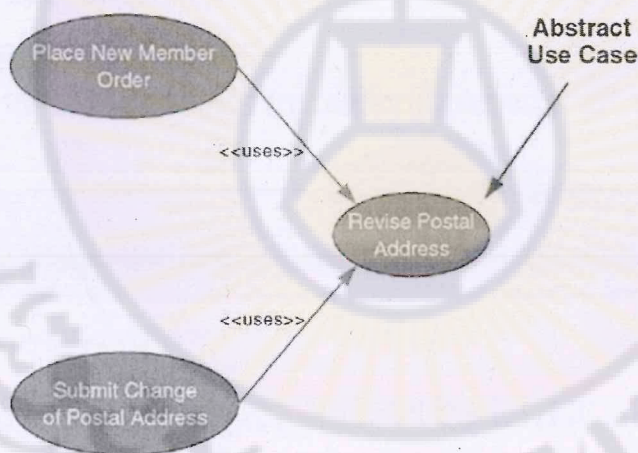 Place New Member
Order
Abstract
Use Case
<<uses>>
Revise Postal
Address
<<uses>>
Submit Change
of Postal Address